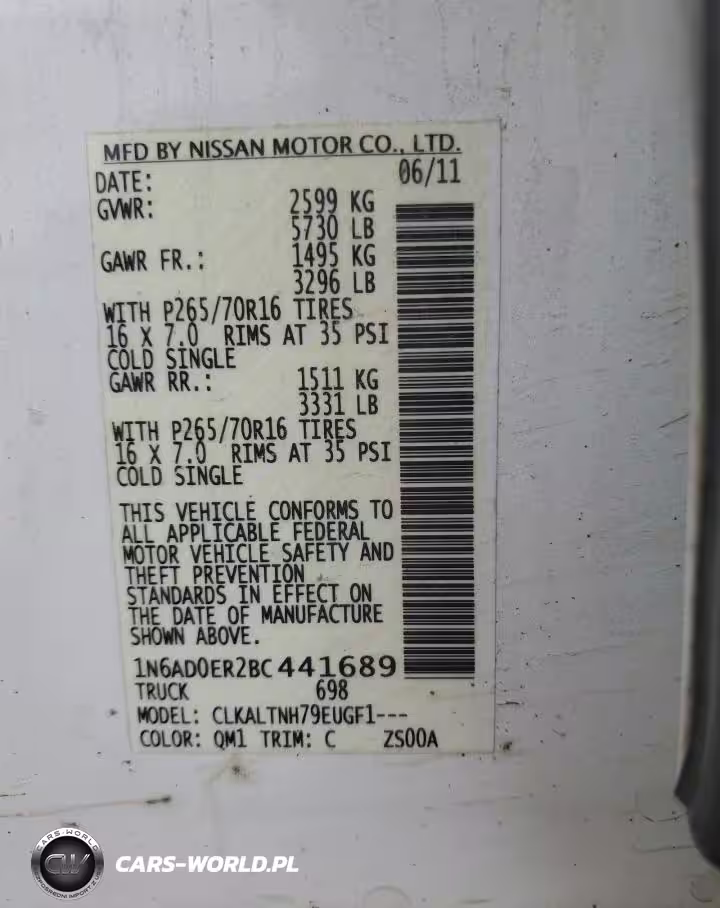 MFD BY NISSAN MOTOR CO., LTD.
DATE: 06/11
GVWR: 2599 KG
5730 LB
GAWR FR.: 1495 KG
3296 LB
WITH P265/70R16 TIRES
16 X 7.0 RIMS AT 35 PSI
COLD SINGLE
GAWR RR.: 1511 KG
3331 LB
WITH P265/70R16 TIRES
16 X 7.0 RIMS AT 35 PSI
COLD SINGLE
THIS VEHICLE CONFORMS TO
ALL APPLICABLE FEDERAL
MOTOR VEHICLE SAFETY AND
THEFT PREVENTION
STANDARDS IN EFFECT ON
THE DATE OF MANUFACTURE
SHOWN ABOVE.
1N6AD0ER2BC441689
TRUCK 698
MODEL: CLKALTNH79EUGF1---
COLOR: QM1 TRIM: C ZS00A
CARS-WORLD
CW
CARS-WORLD.PL